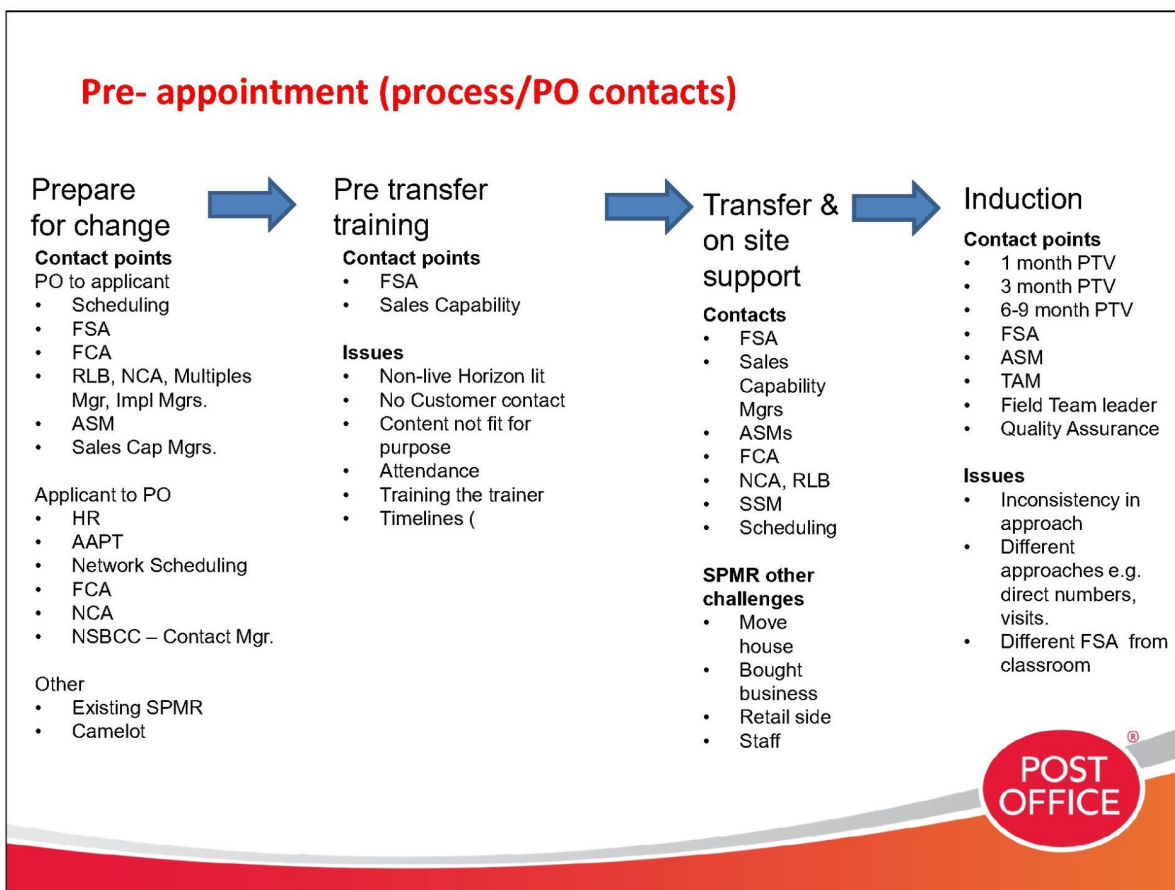 Pre- appointment (process/PO contacts)
Prepare
for change
Contact points
PO to applicant
• Scheduling
• FSA
• FCA
• RLB, NCA, Multiples
Mgr, Impl Mgrs.
• ASM
• Sales Cap Mgrs.
Applicant to PO
• HR
• AAPT
• Network Scheduling
• FCA
• NCA
• NSBCC – Contact Mgr.
Other
• Existing SPMR
• Camelot
Pre transfer
training
Contact points
• FSA
• Sales Capability
Issues
• Non-live Horizon lit
• No Customer contact
• Content not fit for
purpose
• Attendance
• Training the trainer
• Timelines (
Transfer &
on site
support
Contacts
• FSA
• Sales
Capability
Mgrs
• ASMs
• FCA
• NCA, RLB
• SSM
• Scheduling
SPMR other
challenges
• Move
house
• Bought
business
• Retail side
• Staff
Induction
Contact points
• 1 month PTV
• 3 month PTV
• 6-9 month PTV
• FSA
• ASM
• TAM
• Field Team leader
• Quality Assurance
Issues
• Inconsistency in
approach
• Different
approaches e.g.
direct numbers,
visits.
• Different FSA from
classroom
POST
OFFICE
®